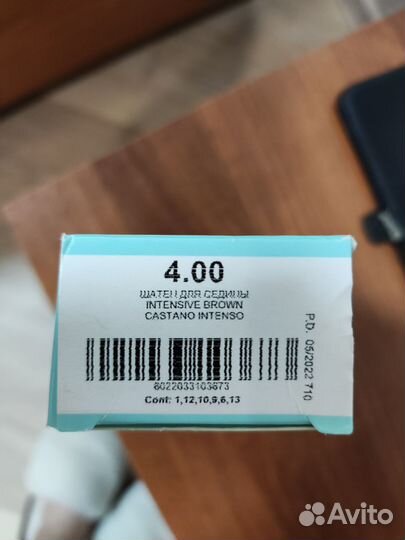 4.00
ШАТЕН ДЛЯ СЕДИНЫ
INTENSIVE BROWN
CASTANO INTENSO
8022033103873
Cont: 1,12,10,9,6,13
P.D. 05/2022 710
Avito